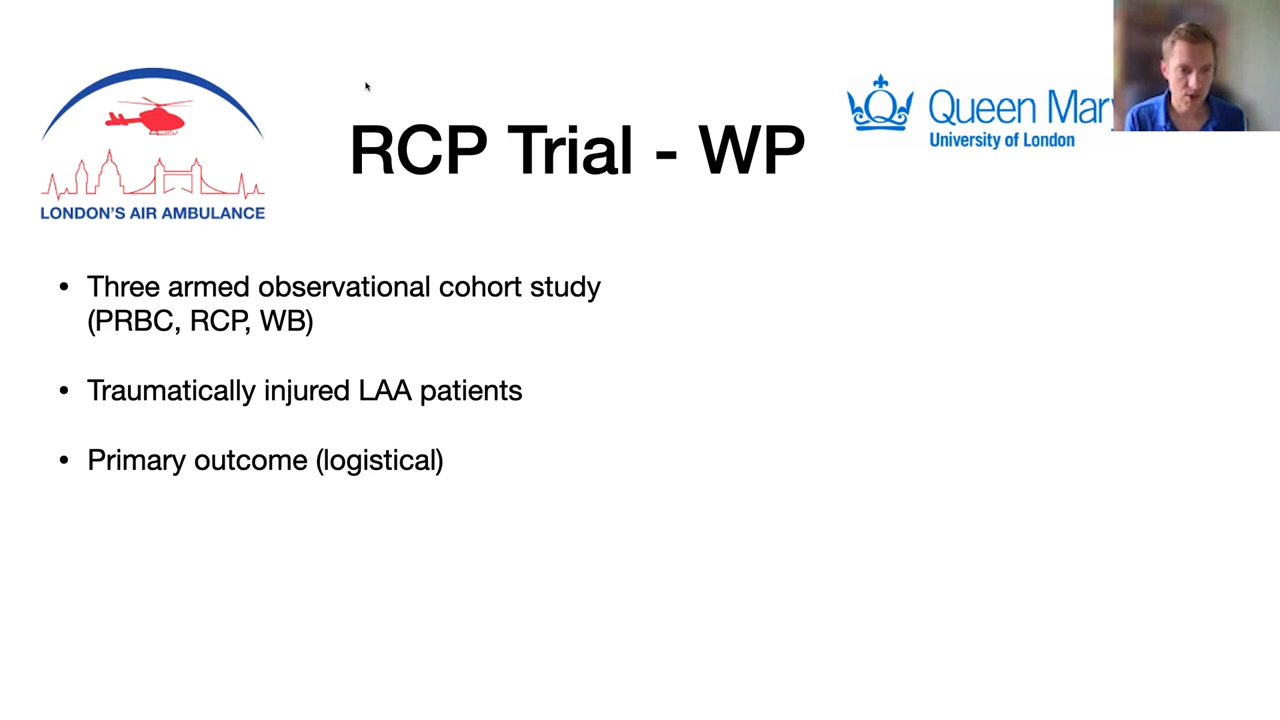 RCP Trial - WP
Queen Mary
University of London
LONDON'S AIR AMBULANCE
• Three armed observational cohort study
(PRBC, RCP, WB)
• Traumatically injured LAA patients
• Primary outcome (logistical)